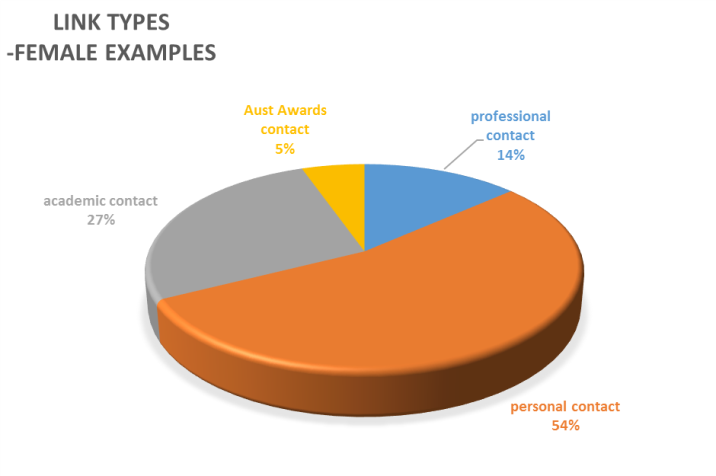 LINK TYPES
-FEMALE EXAMPLES
Aust Awards
contact
5%
professional
contact
14%
academic contact
27%
personal contact
54%